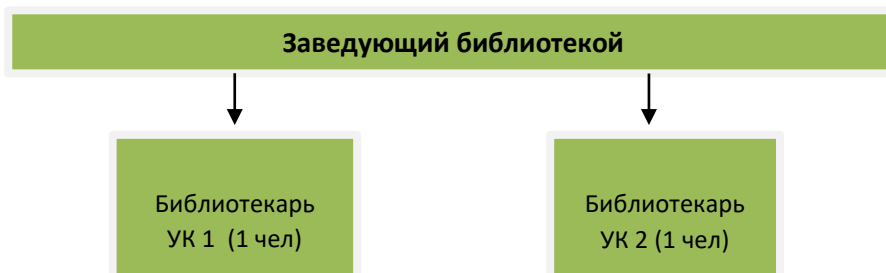 Заведующий библиотекой
Библиотекарь
УК 1 (1 чел)
Библиотекарь
УК 2 (1 чел)